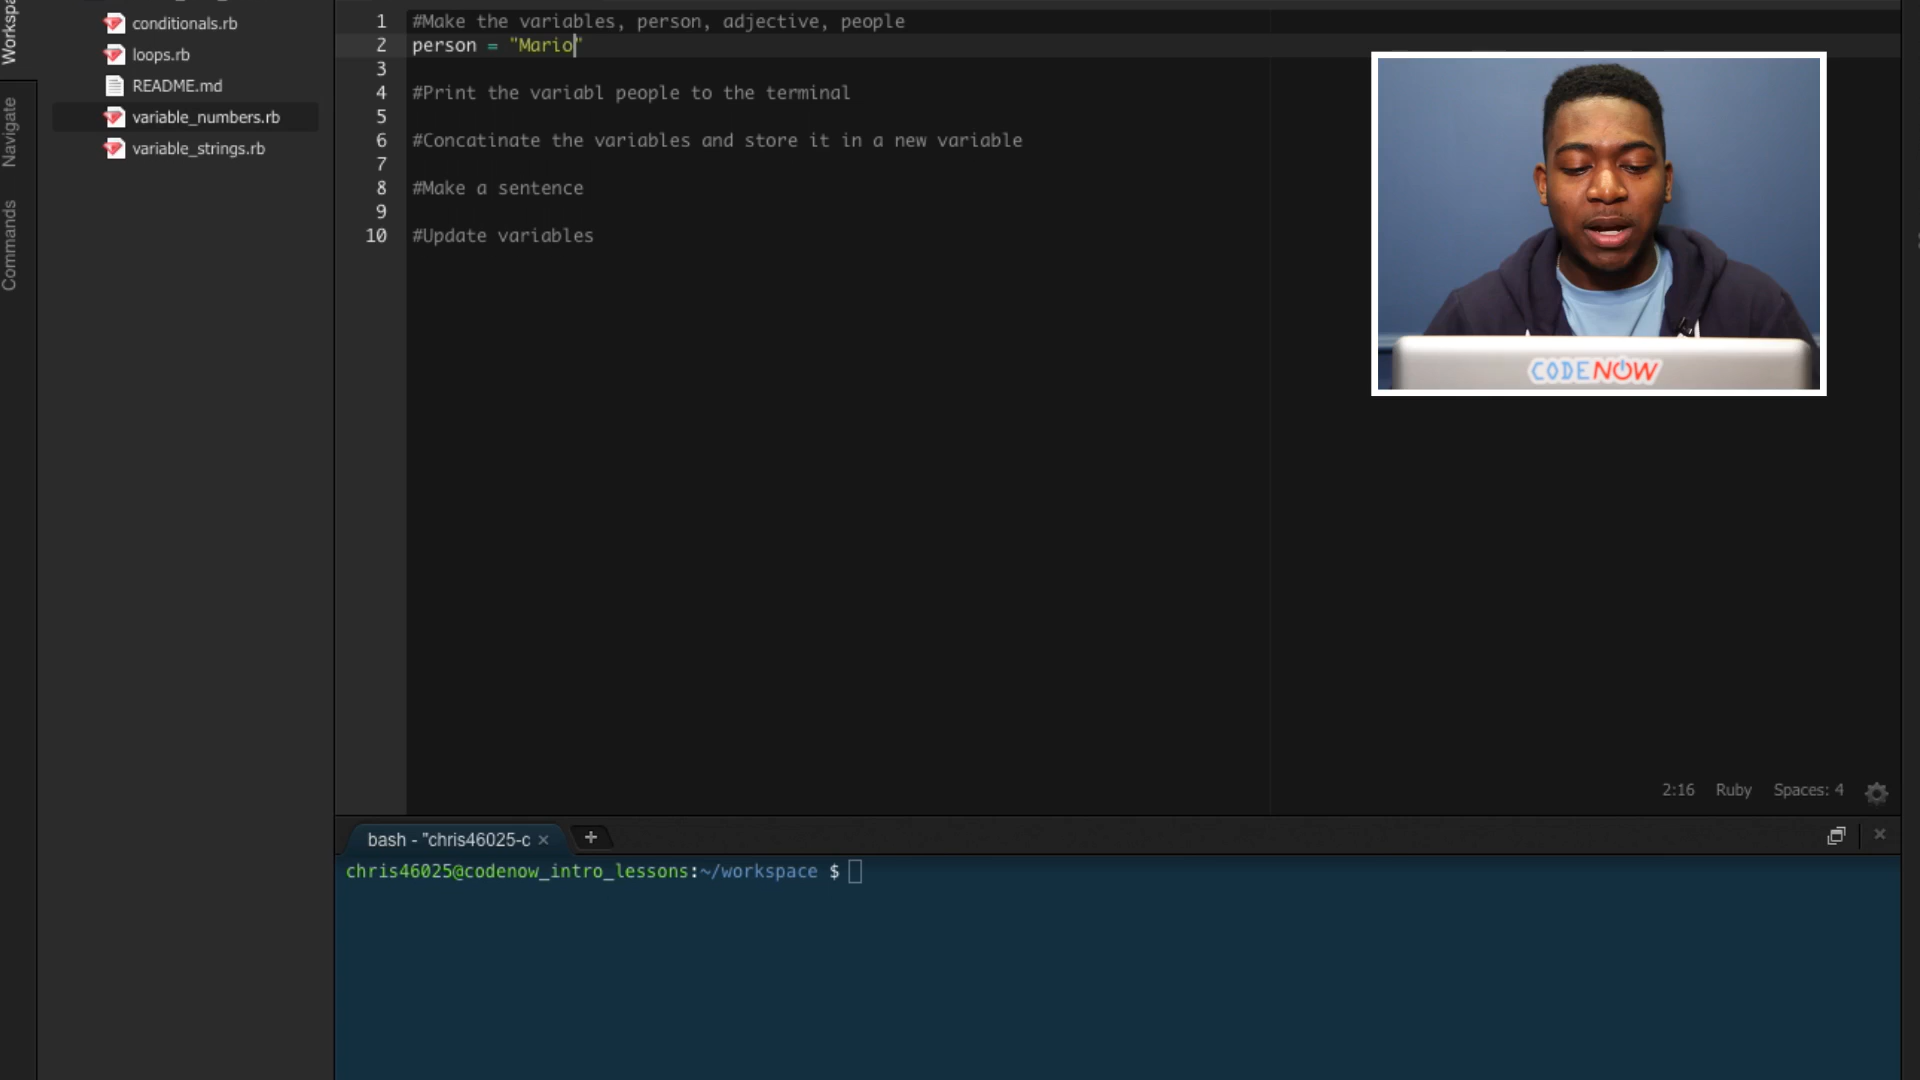 Workspa
Navigate
Commands
conditionals.rb
loops.rb
README.md
variable_numbers.rb
variable_strings.rb
1 #Make the variables, person, adjective, people
2 person = "Mario"
3
4 #Print the variabl people to the terminal
5
6 #Concatinate the variables and store it in a new variable
7
8 #Make a sentence
9
10 #Update variables
CODENOW
2:16 Ruby Spaces: 4
bash - "chris46025-c × +
chris46025@codenow_intro_lessons:~/workspace $